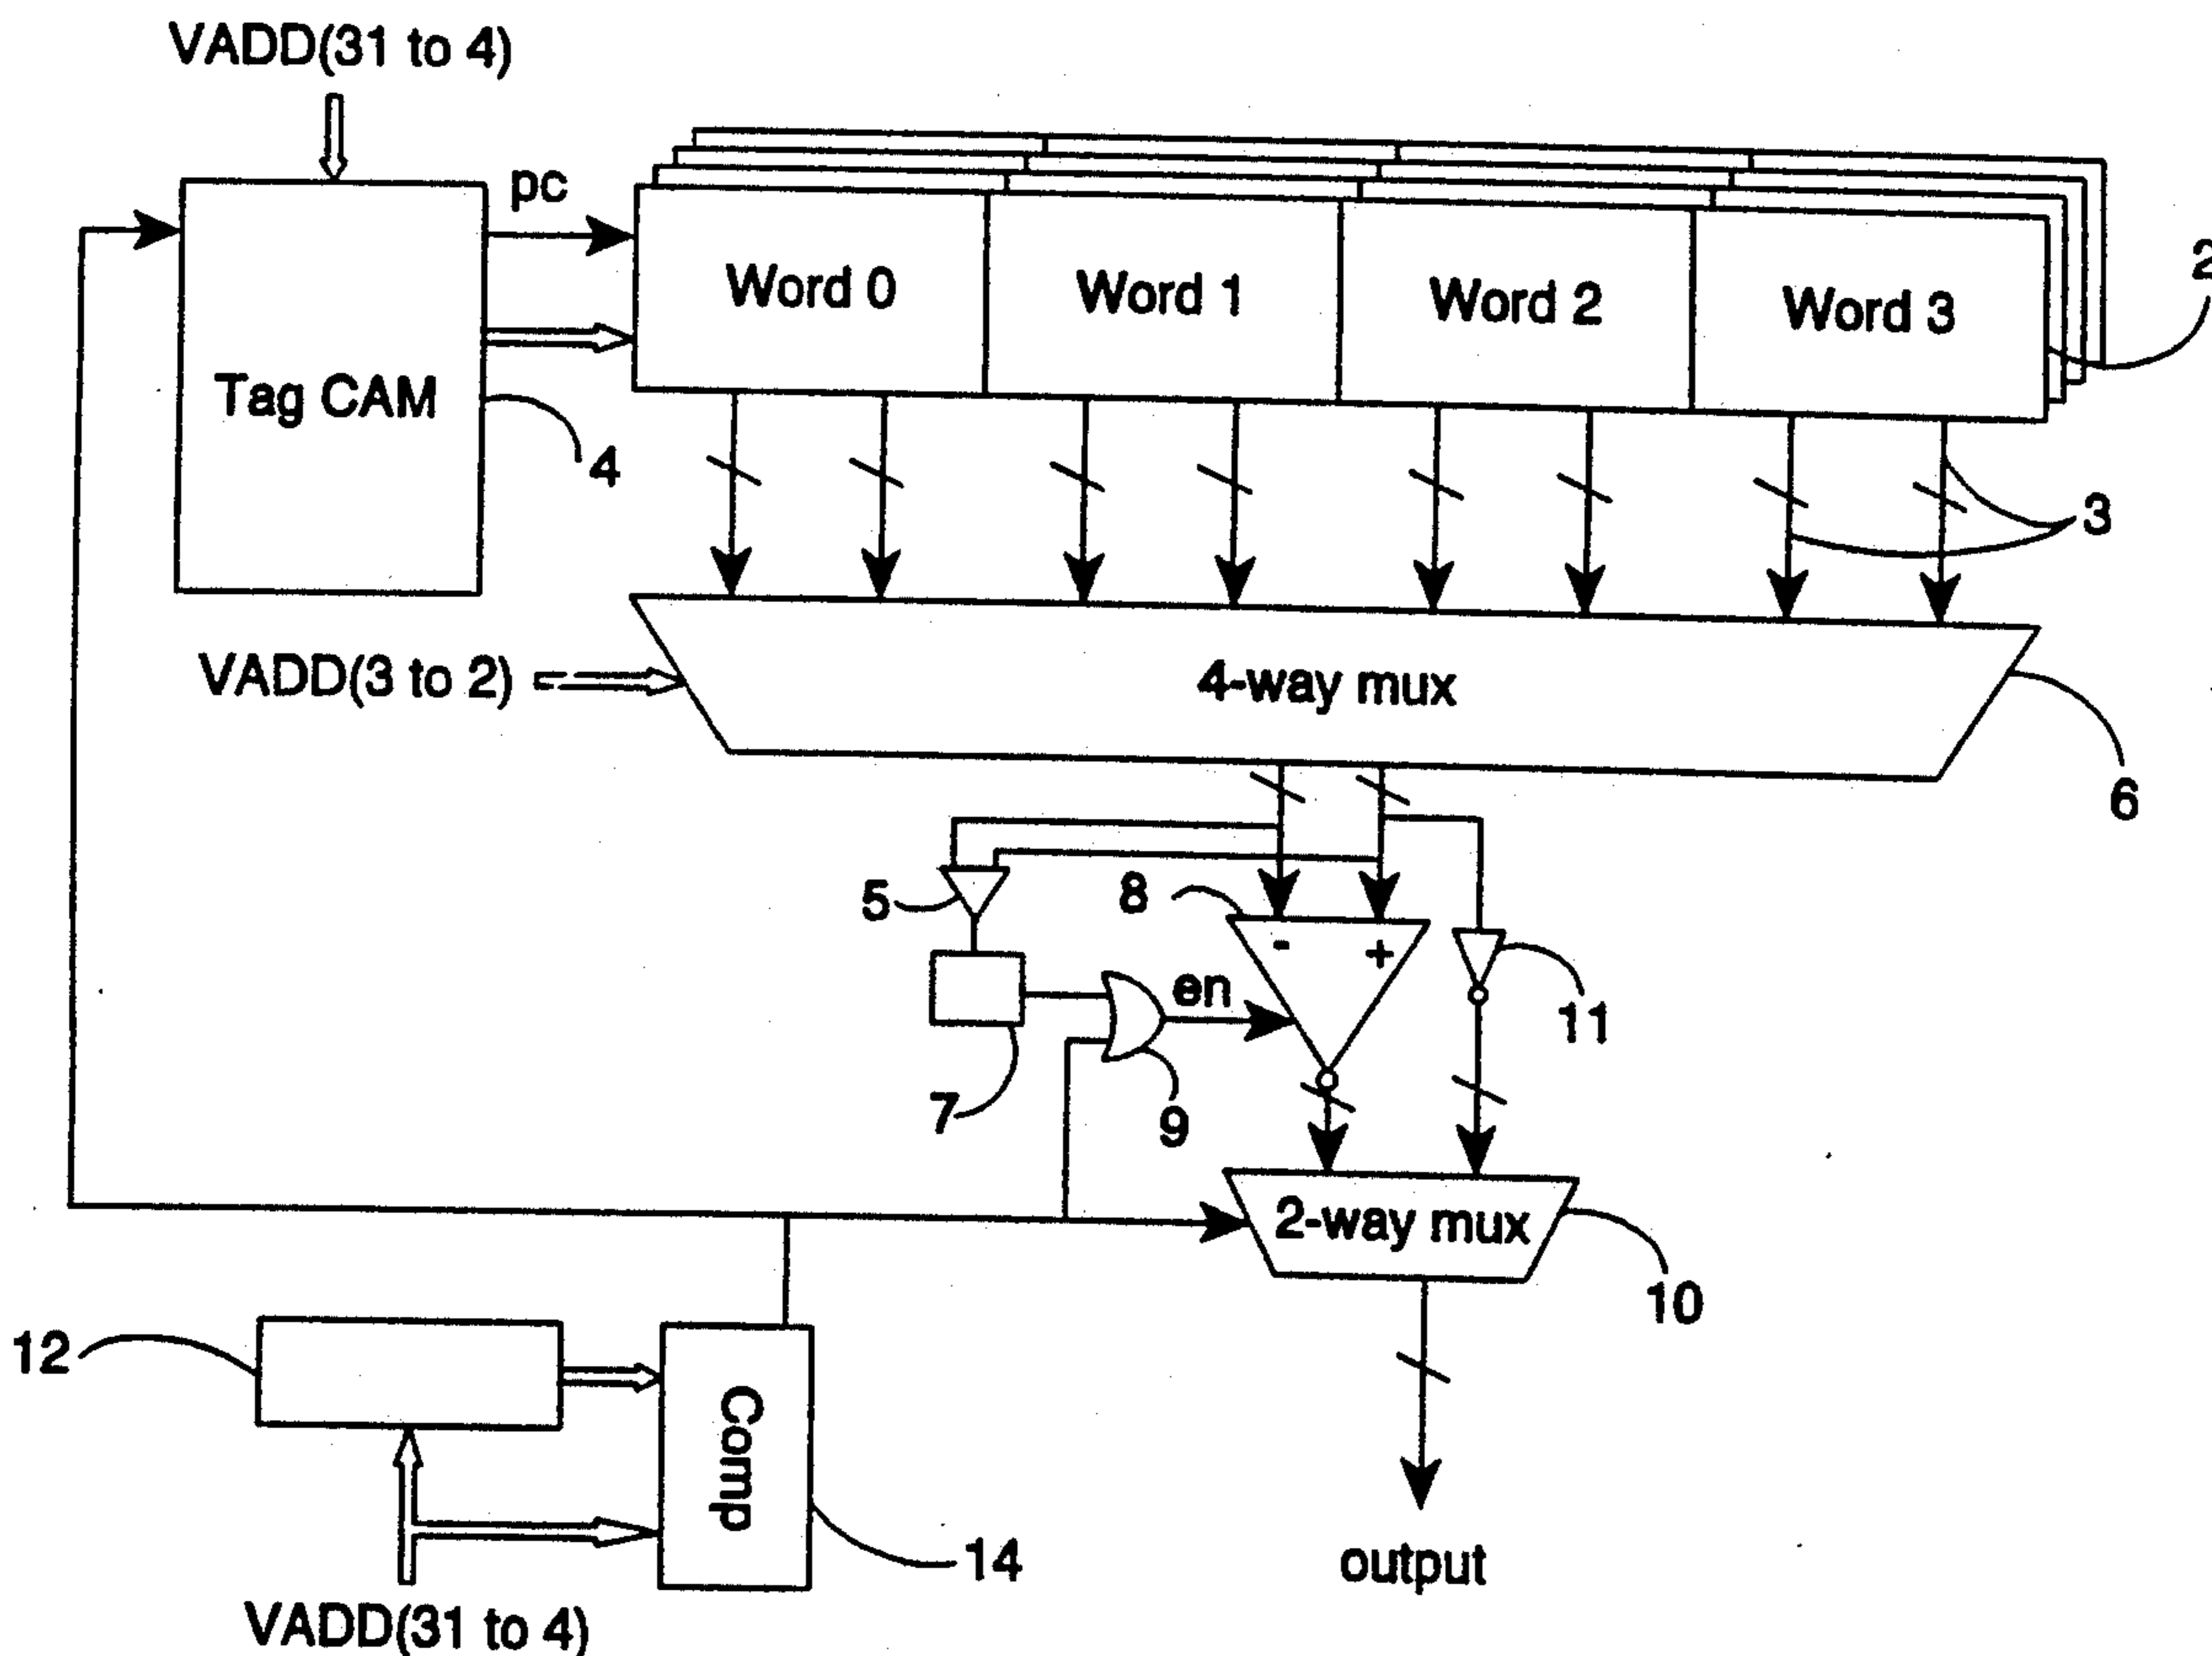 VADD(31 to 4)
pc
Word 0
Word 1
Word 2
Word 3
2
Tag CAM
4
3
VADD(3 to 2)
4-way mux
6
5
8
-
+
en
11
7
9
2-way mux
10
12
Comp
14
output
VADD(31 to 4)